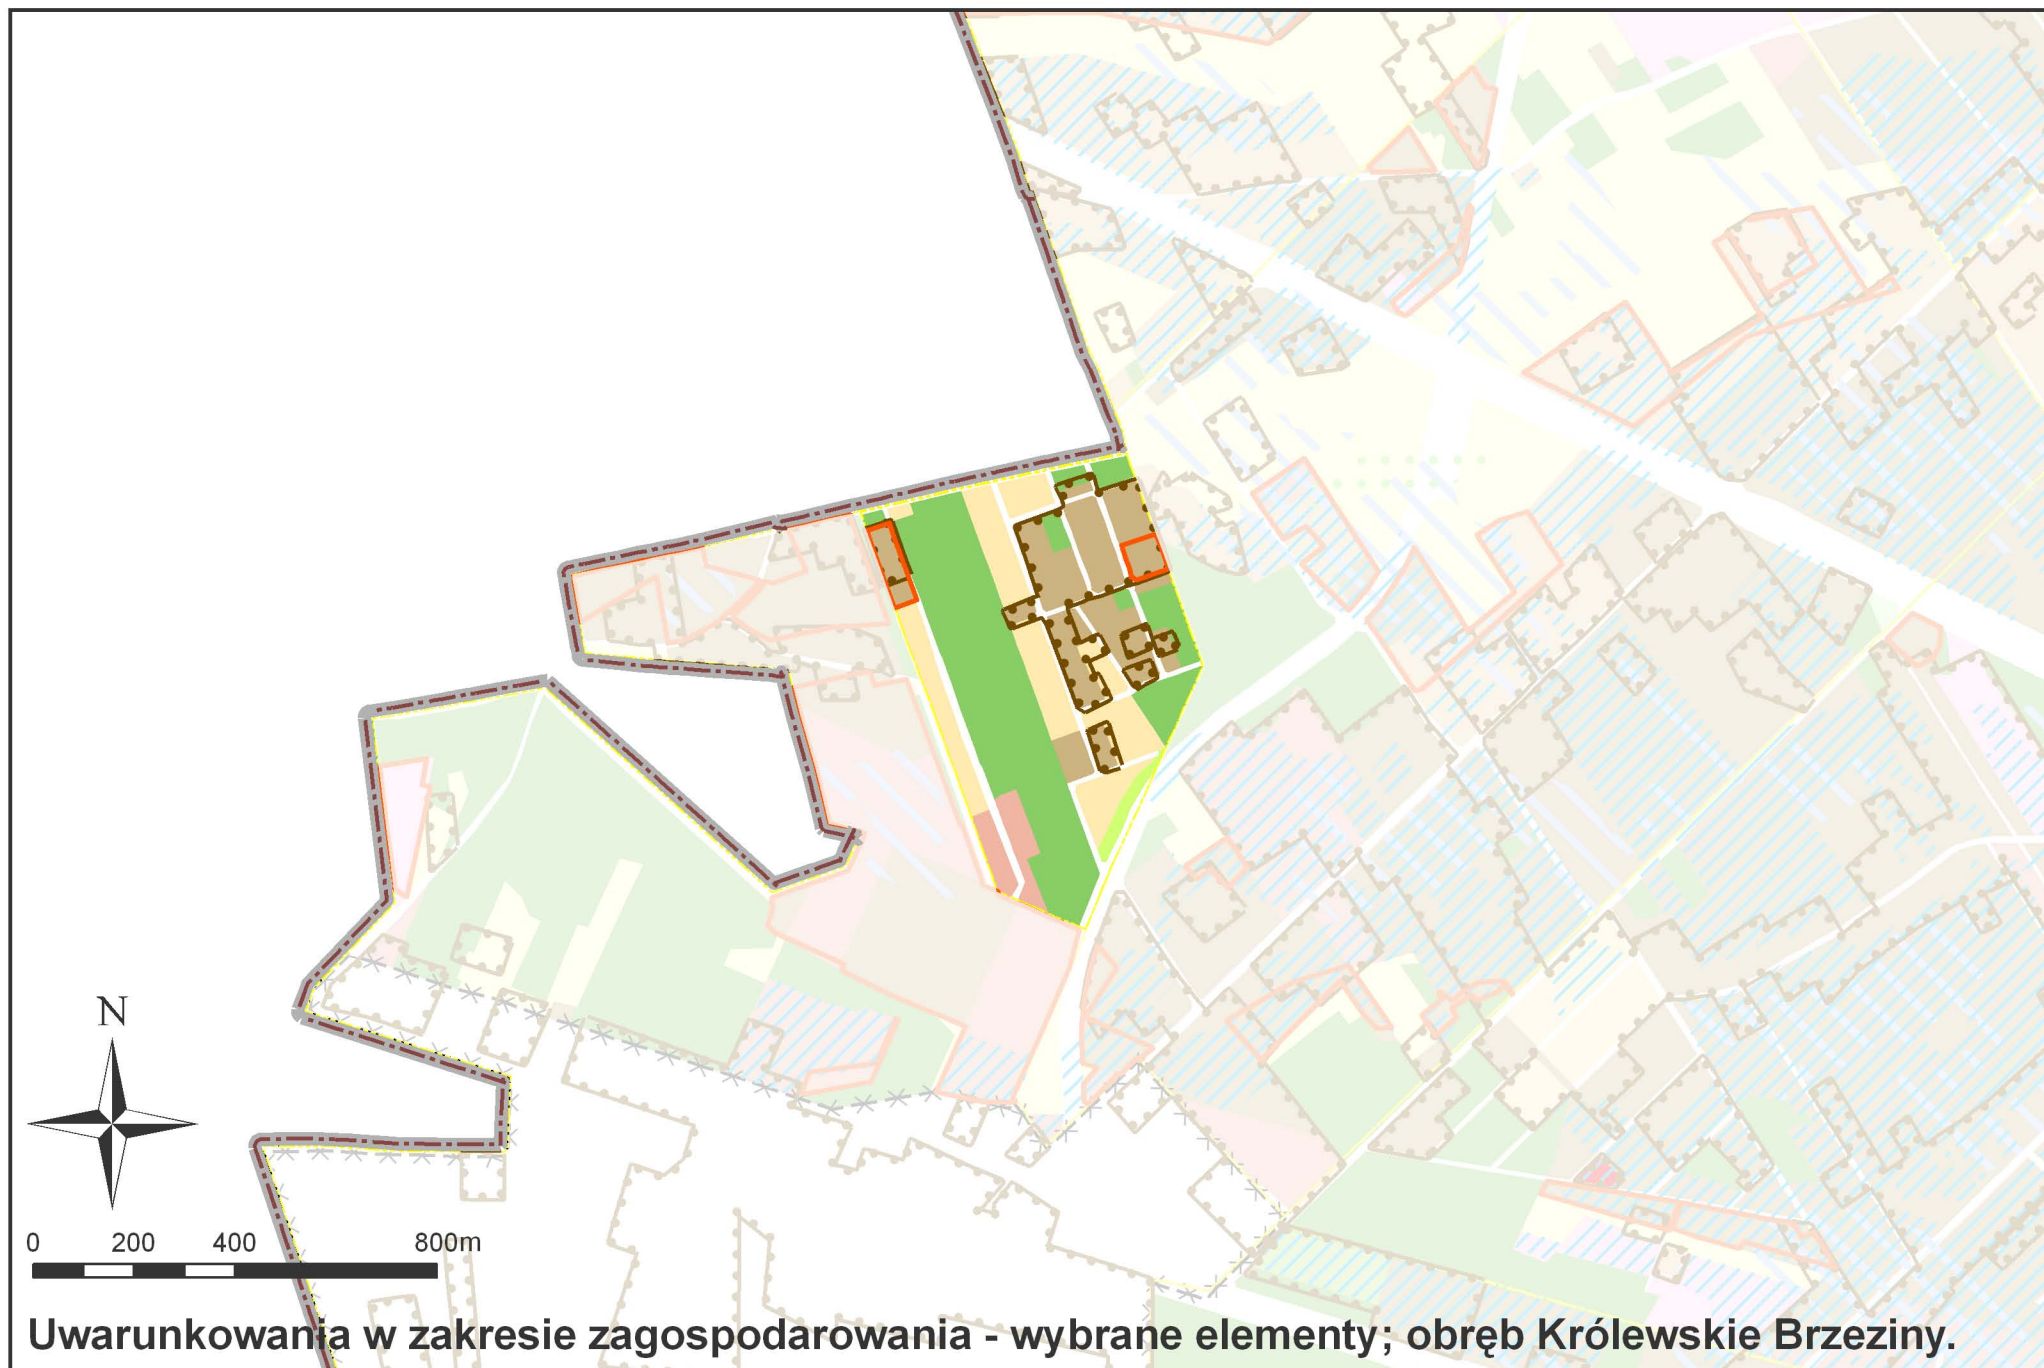 N
0 200 400 800m
Uwarunkowania w zakresie zagospodarowania - wybrane elementy; obręb Królewskie Brzeziny.